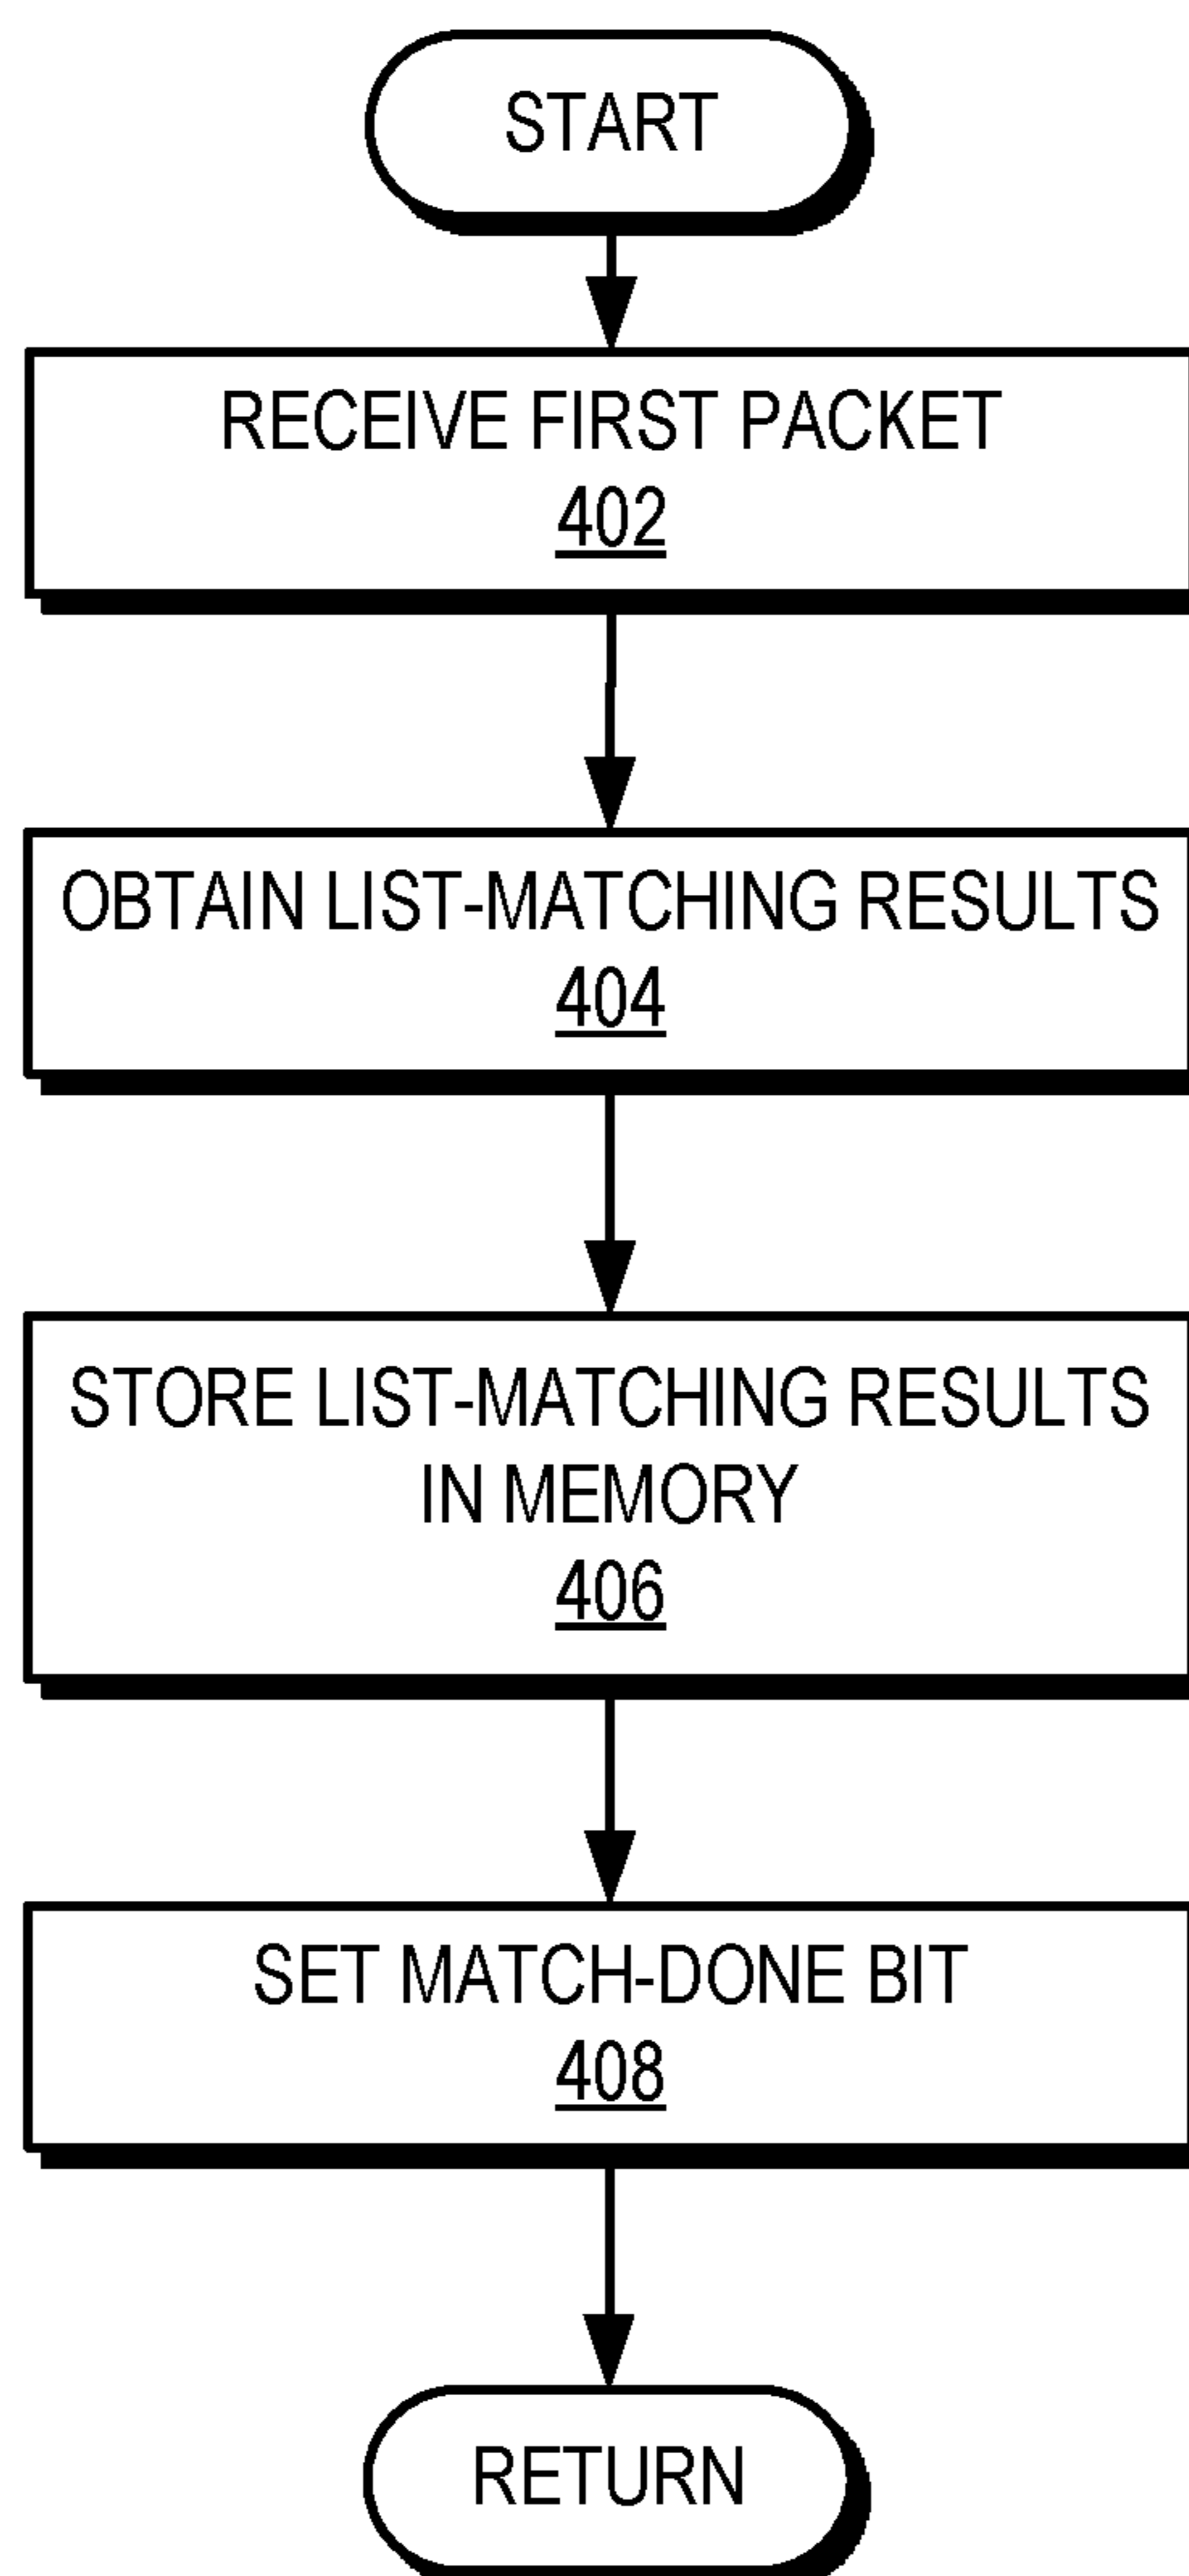 START
RECEIVE FIRST PACKET
402
OBTAIN LIST-MATCHING RESULTS
404
STORE LIST-MATCHING RESULTS
IN MEMORY
406
SET MATCH-DONE BIT
408
RETURN